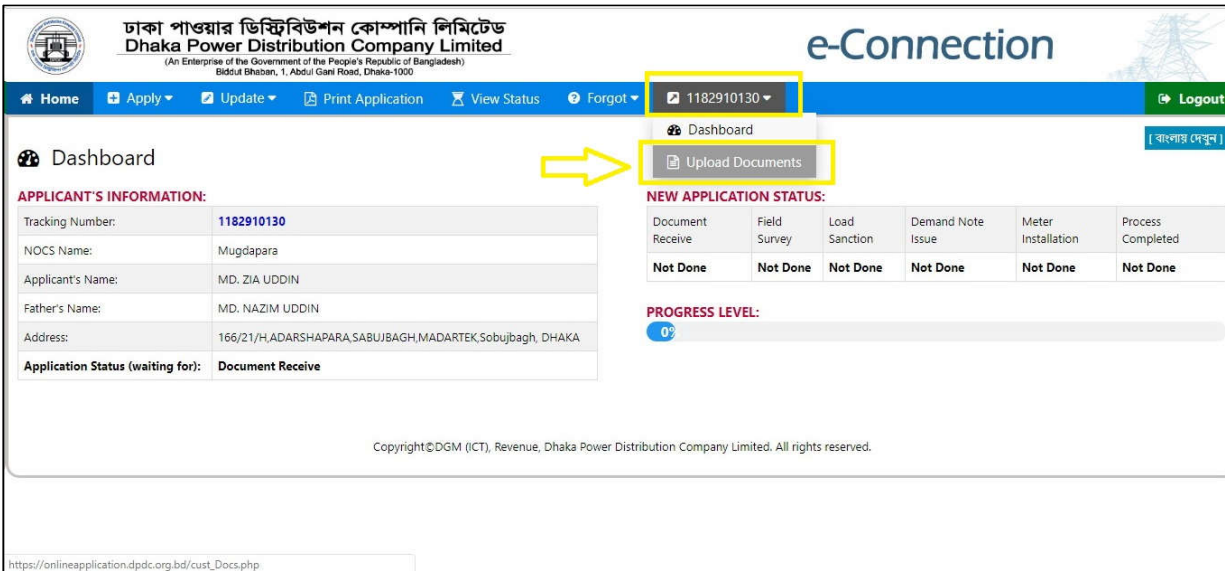 ঢাকা পাওয়ার ডিস্ট্রিবিউশন কোম্পানি লিমিটেড
Dhaka Power Distribution Company Limited
(An Enterprise of the Government of the People's Republic of Bangladesh)
Biddut Bhaban, 1, Abdul Gani Road, Dhaka-1000
e-Connection
Home Apply Update Print Application View Status Forgot 1182910130 Logout
Dashboard
Upload Documents
[ বাংলায় দেখুন ]
Dashboard
APPLICANT'S INFORMATION:
Tracking Number: 1182910130
NOCS Name: Mugdapara
Applicant's Name: MD. ZIA UDDIN
Father's Name: MD. NAZIM UDDIN
Address: 166/21/H,ADARSHAPARA,SABUJBAGH,MADARTEK,Sobujbagh, DHAKA
Application Status (waiting for): Document Receive
NEW APPLICATION STATUS:
Document Receive Field Survey Load Sanction Demand Note Issue Meter Installation Process Completed
Not Done Not Done Not Done Not Done Not Done Not Done
PROGRESS LEVEL:
0%
Copyright©DGM (ICT), Revenue, Dhaka Power Distribution Company Limited. All rights reserved.
https://onlineapplication.dpdc.org.bd/cust_Docs.php